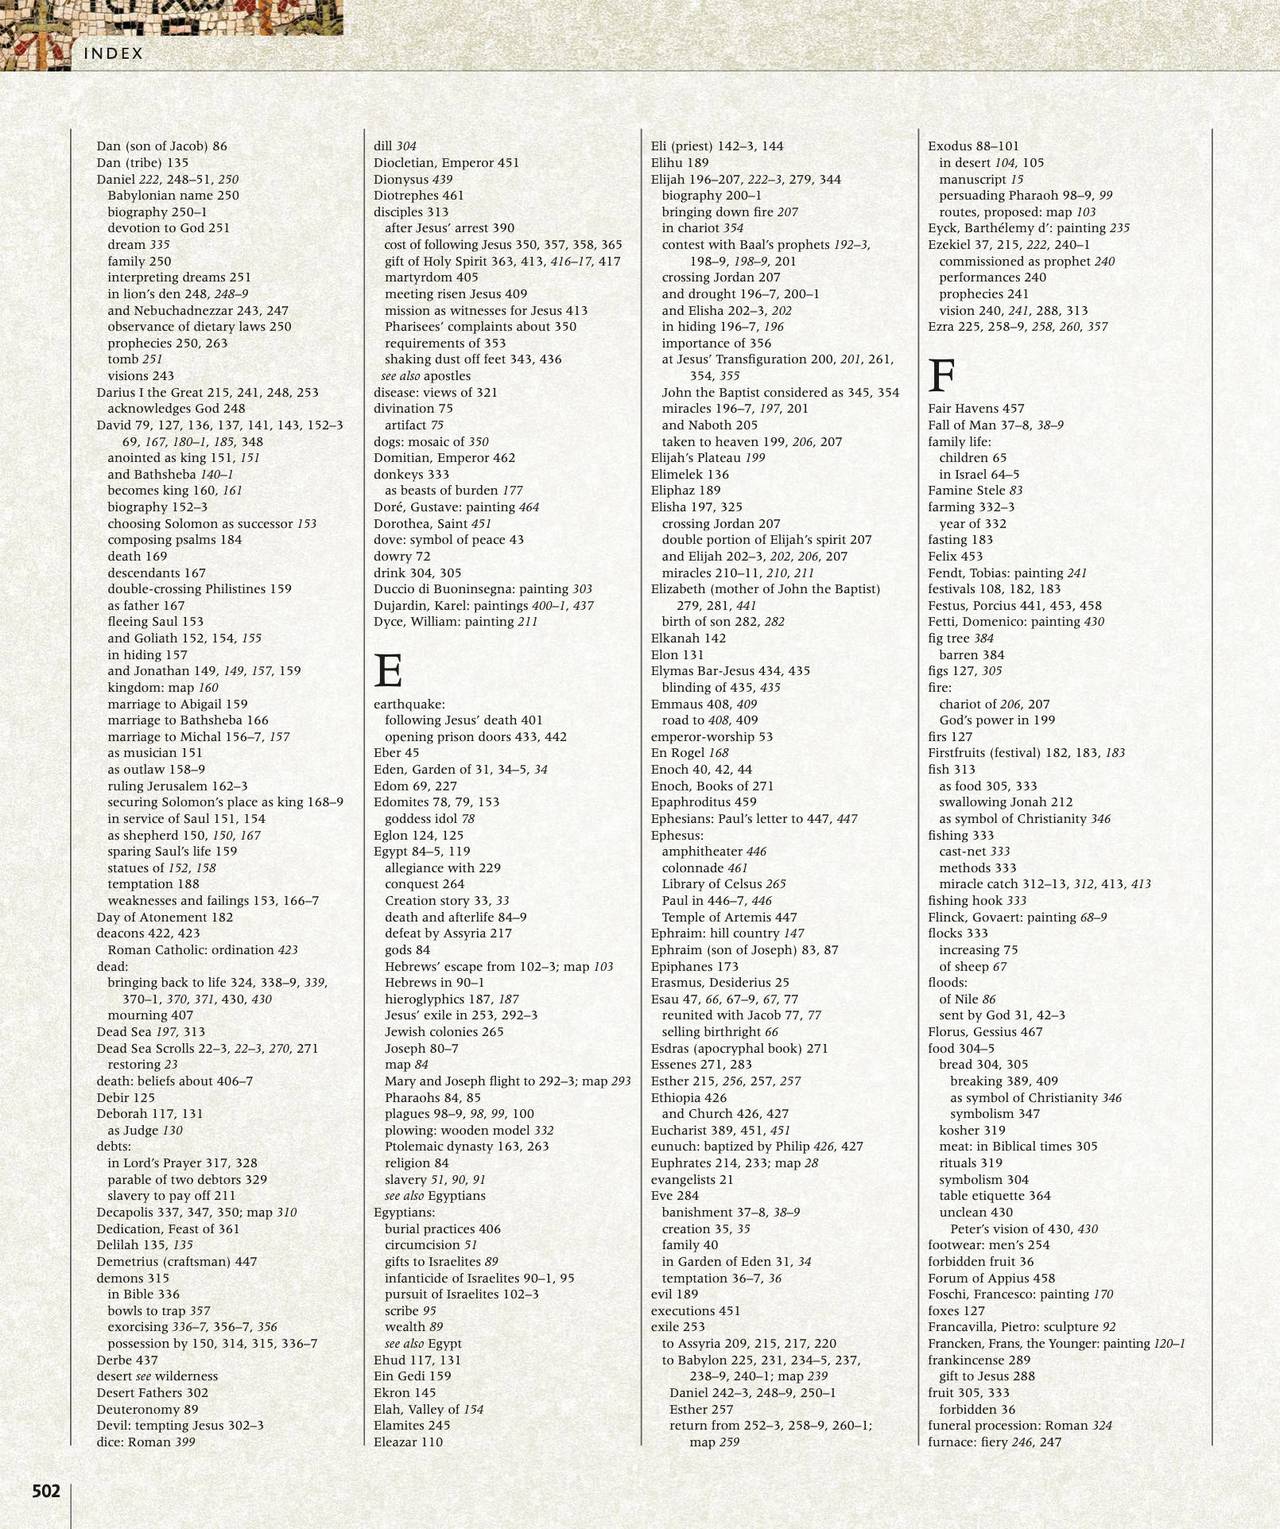 INDEX
Dan (son of Jacob) 86
Dan (tribe) 135
Daniel 222, 248–51, 250
Babylonian name 250
biography 250–1
devotion to God 251
dream 335
family 250
interpreting dreams 251
in lion’s den 248, 248–9
and Nebuchadnezzar 243, 247
observance of dietary laws 250
prophecies 250, 263
tomb 251
visions 243
Darius I the Great 215, 241, 248, 253
acknowledges God 248
David 79, 127, 136, 137, 141, 143, 152–3
69, 167, 180–1, 185, 348
anointed as king 151, 151
and Bathsheba 140–1
becomes king 160, 161
biography 152–3
choosing Solomon as successor 153
composing psalms 184
death 169
descendants 167
double-crossing Philistines 159
as father 167
fleeing Saul 153
and Goliath 152, 154, 155
in hiding 157
and Jonathan 149, 149, 157, 159
kingdom: map 160
marriage to Abigail 159
marriage to Bathsheba 166
marriage to Michal 156–7, 157
as musician 151
as outlaw 158–9
ruling Jerusalem 162–3
securing Solomon’s place as king 168–9
in service of Saul 151, 154
as shepherd 150, 150, 167
sparing Saul’s life 159
statues of 152, 158
temptation 188
weaknesses and failings 153, 166–7
Day of Atonement 182
deacons 422, 423
Roman Catholic: ordination 423
dead:
bringing back to life 324, 338–9, 339,
370–1, 370, 371, 430, 430
mourning 407
Dead Sea 197, 313
Dead Sea Scrolls 22–3, 22–3, 270, 271
restoring 23
death: beliefs about 406–7
Debir 125
Deborah 117, 131
as Judge 130
debts:
in Lord’s Prayer 317, 328
parable of two debtors 329
slavery to pay off 211
Decapolis 337, 347, 350; map 310
Dedication, Feast of 361
Delilah 135, 135
Demetrius (craftsman) 447
demons 315
in Bible 336
bowls to trap 357
exorcising 336–7, 356–7, 356
possession by 150, 314, 315, 336–7
Derbe 437
desert see wilderness
Desert Fathers 302
Deuteronomy 89
Devil: tempting Jesus 302–3
dice: Roman 399
dill 304
Diocletian, Emperor 451
Dionysus 439
Diotrephes 461
disciples 313
after Jesus’ arrest 390
cost of following Jesus 350, 357, 358, 365
gift of Holy Spirit 363, 413, 416–17, 417
martyrdom 405
meeting risen Jesus 409
mission as witnesses for Jesus 413
Pharisees’ complaints about 350
requirements of 353
shaking dust off feet 343, 436
see also apostles
disease: views of 321
divination 75
artifact 75
dogs: mosaic of 350
Domitian, Emperor 462
donkeys 333
as beasts of burden 177
Doré, Gustave: painting 464
Dorothea, Saint 451
dove: symbol of peace 43
dowry 72
drink 304, 305
Duccio di Buoninsegna: painting 303
Dujardin, Karel: paintings 400–1, 437
Dyce, William: painting 211
E
earthquake:
following Jesus’ death 401
opening prison doors 433, 442
Eber 45
Eden, Garden of 31, 34–5, 34
Edom 69, 227
Edomites 78, 79, 153
goddess idol 78
Eglon 124, 125
Egypt 84–5, 119
allegiance with 229
conquest 264
Creation story 33, 33
death and afterlife 84–9
defeat by Assyria 217
gods 84
Hebrews’ escape from 102–3; map 103
Hebrews in 90–1
hieroglyphics 187, 187
Jesus’ exile in 253, 292–3
Jewish colonies 265
Joseph 80–7
map 84
Mary and Joseph flight to 292–3; map 293
Pharaohs 84, 85
plagues 98–9, 98, 99, 100
plowing: wooden model 332
Ptolemaic dynasty 163, 263
religion 84
slavery 51, 90, 91
see also Egyptians
Egyptians:
burial practices 406
circumcision 51
gifts to Israelites 89
infanticide of Israelites 90–1, 95
pursuit of Israelites 102–3
scribe 95
wealth 89
see also Egypt
Ehud 117, 131
Ein Gedi 159
Ekron 145
Elah, Valley of 154
Elamites 245
Eleazar 110
Eli (priest) 142–3, 144
Elihu 189
Elijah 196–207, 222–3, 279, 344
biography 200–1
bringing down fire 207
in chariot 354
contest with Baal’s prophets 192–3,
198–9, 198–9, 201
crossing Jordan 207
and drought 196–7, 200–1
and Elisha 202–3, 202
in hiding 196–7, 196
importance of 356
at Jesus’ Transfiguration 200, 201, 261,
354, 355
John the Baptist considered as 345, 354
miracles 196–7, 197, 201
and Naboth 205
taken to heaven 199, 206, 207
Elijah’s Plateau 199
Elimelek 136
Eliphaz 189
Elisha 197, 325
crossing Jordan 207
double portion of Elijah’s spirit 207
and Elijah 202–3, 202, 206, 207
miracles 210–11, 210, 211
Elizabeth (mother of John the Baptist)
279, 281, 441
birth of son 282, 282
Elkanah 142
Elon 131
Elymas Bar-Jesus 434, 435
blinding of 435, 435
Emmaus 408, 409
road to 408, 409
emperor-worship 53
En Rogel 168
Enoch 40, 42, 44
Enoch, Books of 271
Epaphroditus 459
Ephesians: Paul’s letter to 447, 447
Ephesus:
amphitheater 446
colonnade 461
Library of Celsus 265
Paul in 446–7, 446
Temple of Artemis 447
Ephraim: hill country 147
Ephraim (son of Joseph) 83, 87
Epiphanes 173
Erasmus, Desiderius 25
Esau 47, 66, 67–9, 67, 77
reunited with Jacob 77, 77
selling birthright 66
Esdras (apocryphal book) 271
Essenes 271, 283
Esther 215, 256, 257, 257
Ethiopia 426
and Church 426, 427
Eucharist 389, 451, 451
eunuch: baptized by Philip 426, 427
Euphrates 214, 233; map 28
evangelists 21
Eve 284
banishment 37–8, 38–9
creation 35, 35
family 40
in Garden of Eden 31, 34
temptation 36–7, 36
evil 189
executions 451
exile 253
to Assyria 209, 215, 217, 220
to Babylon 225, 231, 234–5, 237,
238–9, 240–1; map 239
Daniel 242–3, 248–9, 250–1
Esther 257
return from 252–3, 258–9, 260–1;
map 259
Exodus 88–101
in desert 104, 105
manuscript 15
persuading Pharaoh 98–9, 99
routes, proposed: map 103
Eyck, Barthélemy d’: painting 235
Ezekiel 37, 215, 222, 240–1
commissioned as prophet 240
performances 240
prophecies 241
vision 240, 241, 288, 313
Ezra 225, 258–9, 258, 260, 357
F
Fair Havens 457
Fall of Man 37–8, 38–9
family life:
children 65
in Israel 64–5
Famine Stele 83
farming 332–3
year of 332
fasting 183
Felix 453
Fendt, Tobias: painting 241
festivals 108, 182, 183
Festus, Porcius 441, 453, 458
Fetti, Domenico: painting 430
fig tree 384
barren 384
figs 127, 305
fire:
chariot of 206, 207
God’s power in 199
firs 127
Firstfruits (festival) 182, 183, 183
fish 313
as food 305, 333
swallowing Jonah 212
as symbol of Christianity 346
fishing 333
cast-net 333
methods 333
miracle catch 312–13, 312, 413, 413
fishing hook 333
Flinck, Govaert: painting 68–9
flocks 333
increasing 75
of sheep 67
floods:
of Nile 86
sent by God 31, 42–3
Florus, Gessius 467
food 304–5
bread 304, 305
breaking 389, 409
as symbol of Christianity 346
symbolism 347
kosher 319
meat: in Biblical times 305
rituals 319
symbolism 304
table etiquette 364
unclean 430
Peter’s vision of 430, 430
footwear: men’s 254
forbidden fruit 36
Forum of Appius 458
Foschi, Francesco: painting 170
foxes 127
Francavilla, Pietro: sculpture 92
Francken, Frans, the Younger: painting 120–1
frankincense 289
gift to Jesus 288
fruit 305, 333
forbidden 36
funeral procession: Roman 324
furnace: fiery 246, 247
502